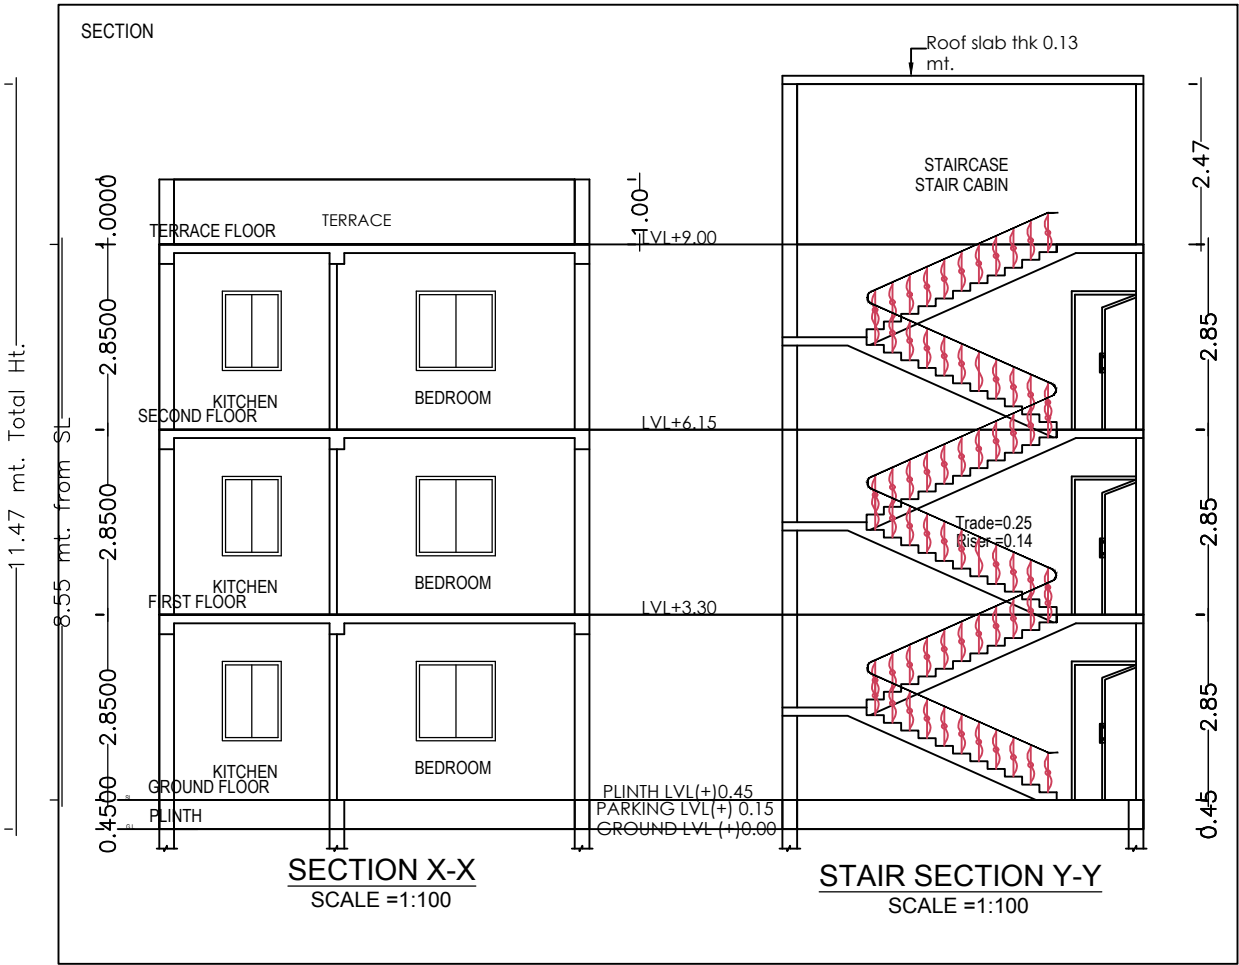 SECTION
Roof slab thk 0.13
mt.
STAIRCASE
STAIR CABIN
2.47
1.0000
TERRACE
1.00
TERRACE FLOOR
LVL+9.00
2.8500
2.85
KITCHEN
BEDROOM
SECOND FLOOR
LVL+6.15
11.47 mt. Total Ht.
8.55 mt. from SL
2.8500
2.85
Trade=0.25
Riser =0.14
KITCHEN
BEDROOM
FIRST FLOOR
LVL+3.30
2.8500
2.85
KITCHEN
BEDROOM
GROUND FLOOR
PLINTH LVL(+)0.45
PARKING LVL(+) 0.15
GROUND LVL (+)0.00
0.4500
PLINTH
0.45
SECTION X-X
SCALE =1:100
STAIR SECTION Y-Y
SCALE =1:100